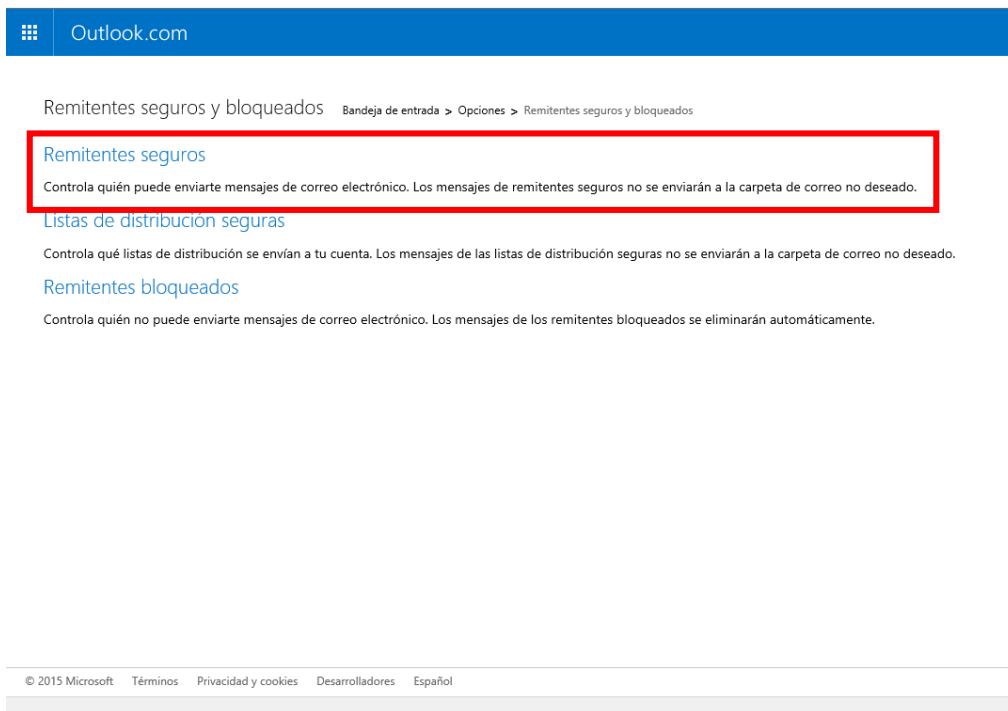 Outlook.com
Remitentes seguros y bloqueados Bandeja de entrada > Opciones > Remitentes seguros y bloqueados
Remitentes seguros
Controla quién puede enviarte mensajes de correo electrónico. Los mensajes de remitentes seguros no se enviarán a la carpeta de correo no deseado.
Listas de distribución seguras
Controla qué listas de distribución se envían a tu cuenta. Los mensajes de las listas de distribución seguras no se enviarán a la carpeta de correo no deseado.
Remitentes bloqueados
Controla quién no puede enviarte mensajes de correo electrónico. Los mensajes de los remitentes bloqueados se eliminarán automáticamente.
© 2015 Microsoft Términos Privacidad y cookies Desarrolladores Español